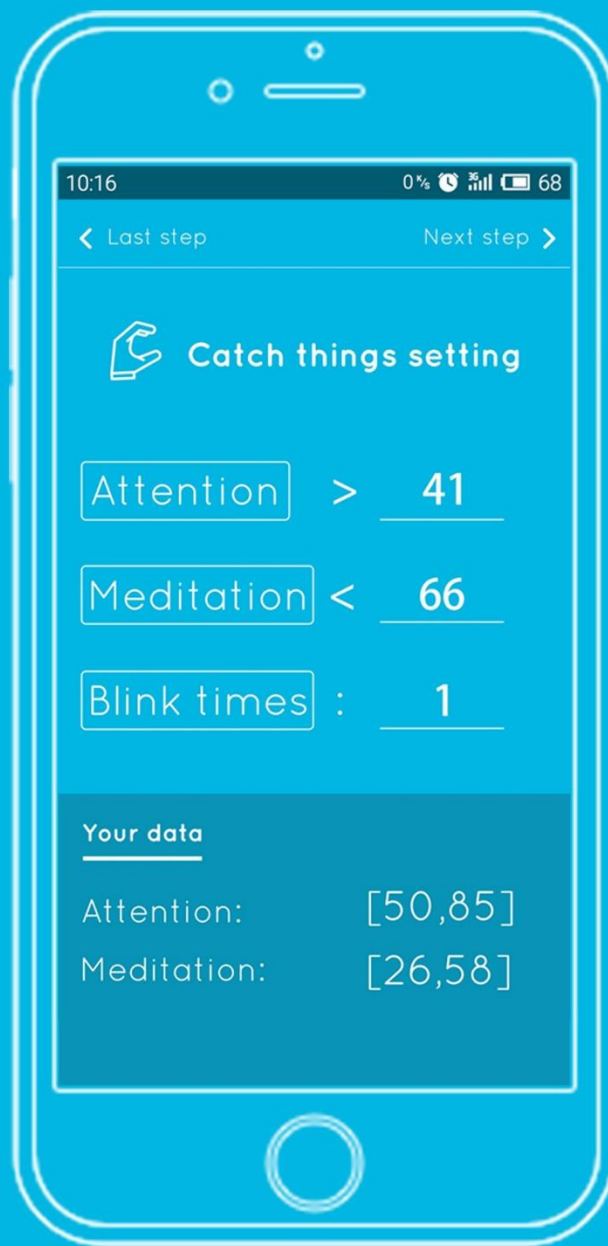 10:16 0 K/s 3G 68
Last step Next step
Catch things setting
Attention > 41
Meditation < 66
Blink times : 1
Your data
Attention: [50,85]
Meditation: [26,58]